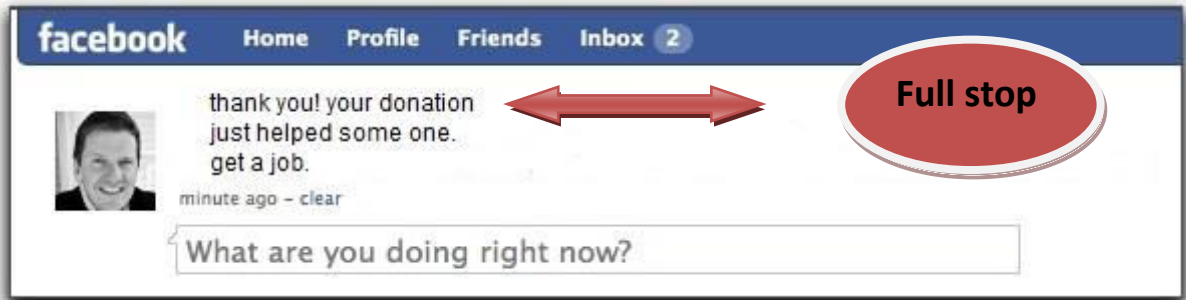 facebook Home Profile Friends Inbox 2
Full stop
thank you! your donation
just helped some one.
get a job.
minute ago – clear
What are you doing right now?